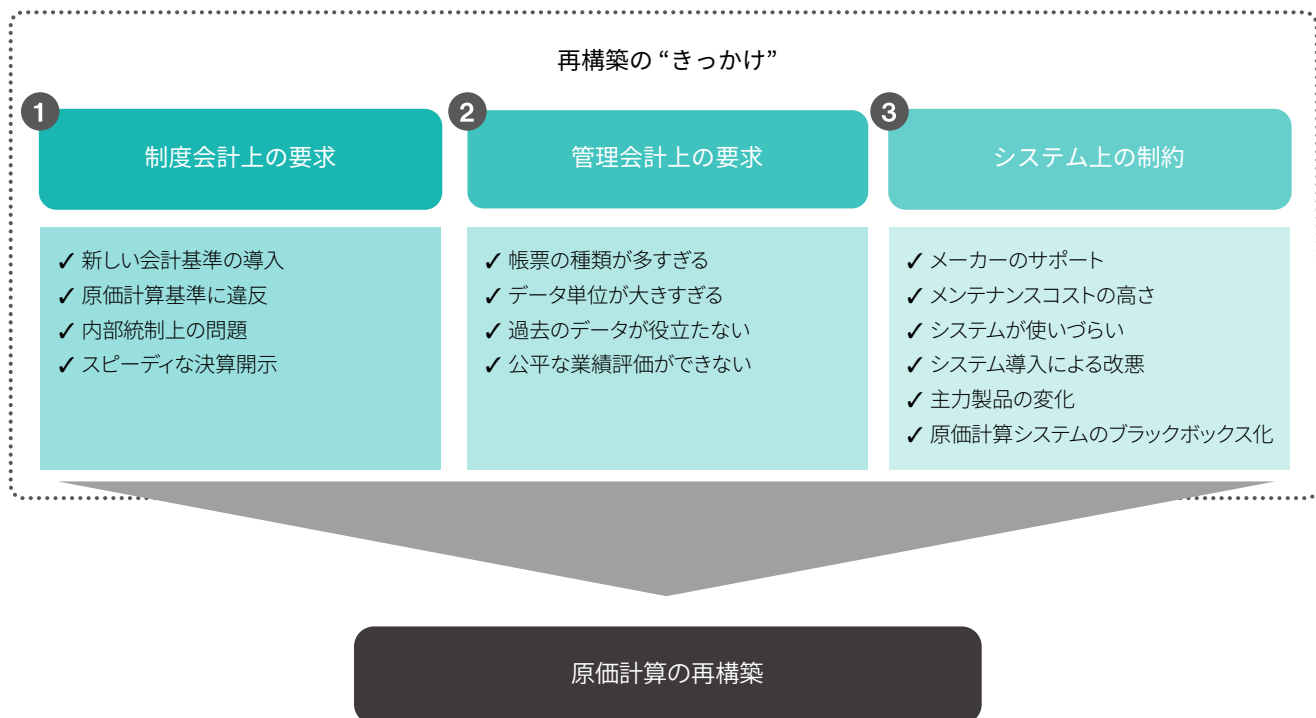 再構築の“きっかけ”
1
制度会計上の要求
✓ 新しい会計基準の導入
✓ 原価計算基準に違反
✓ 内部統制上の問題
✓ スピーディな決算開示
2
管理会計上の要求
✓ 帳票の種類が多すぎる
✓ データ単位が大きすぎる
✓ 過去のデータが役立たない
✓ 公平な業績評価ができない
3
システム上の制約
✓ メーカーのサポート
✓ メンテナンスコストの高さ
✓ システムが使いづらい
✓ システム導入による改悪
✓ 主力製品の変化
✓ 原価計算システムのブラックボックス化
原価計算の再構築